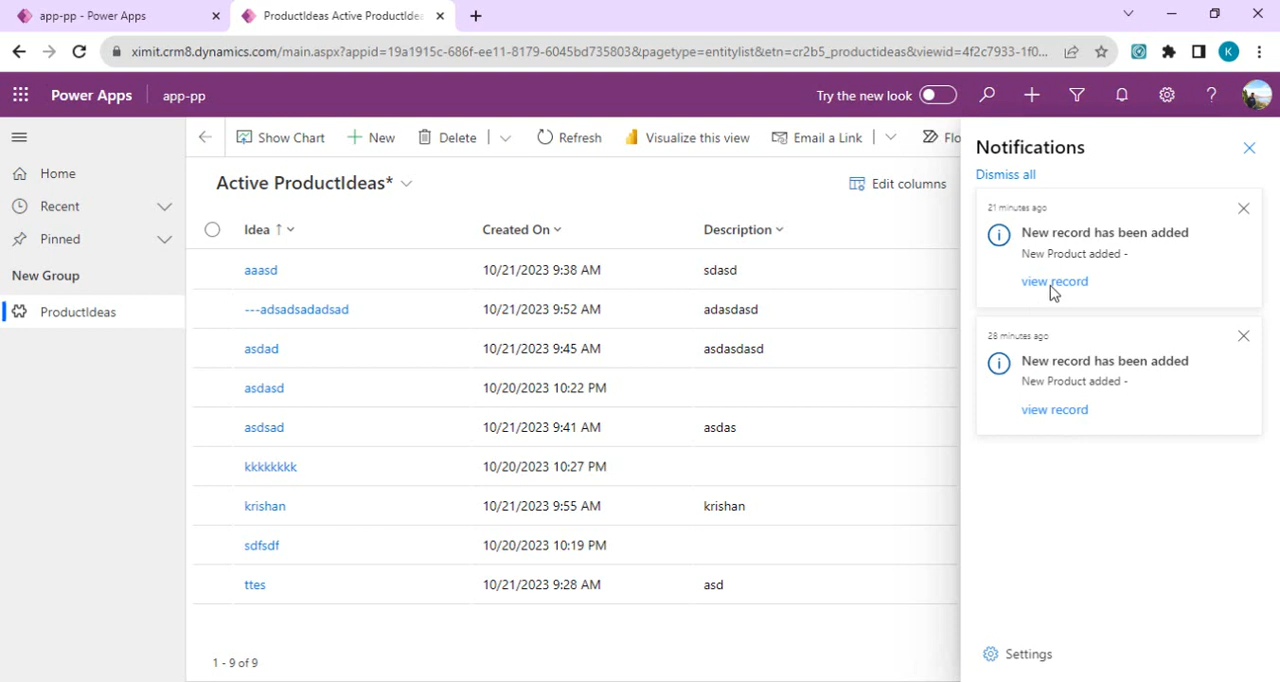 app-pp - Power Apps
ProductIdeas Active ProductIdea
ximit.crm8.dynamics.com/main.aspx?appid=19a1915c-686f-ee11-8179-6045bd735803&pagetype=entitylist&etn=cr2b5_productideas&viewid=4f2c7933-1f0...
K
Power Apps
app-pp
Try the new look
Show Chart
New
Delete
Refresh
Visualize this view
Email a Link
Flo
Home
Recent
Pinned
New Group
ProductIdeas
Active ProductIdeas*
Edit columns
Idea ↑ Created On Description
aaasd 10/21/2023 9:38 AM sdasd
---adsadsadadsad 10/21/2023 9:52 AM adasdasd
asdad 10/21/2023 9:45 AM asdasdasd
asdasd 10/20/2023 10:22 PM
asdsad 10/21/2023 9:41 AM asdas
kkkkkkkk 10/20/2023 10:27 PM
krishan 10/21/2023 9:55 AM krishan
sdfsdf 10/20/2023 10:19 PM
ttes 10/21/2023 9:28 AM asd
1 - 9 of 9
Notifications
Dismiss all
21 minutes ago
New record has been added
New Product added -
view record
28 minutes ago
New record has been added
New Product added -
view record
Settings